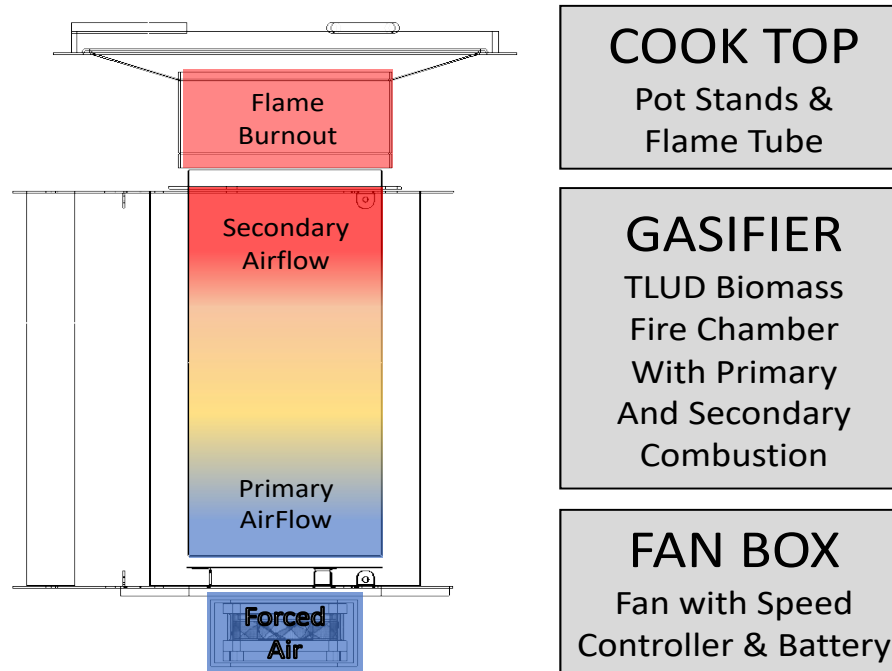 Flame
Burnout
Secondary
Airflow
Primary
AirFlow
Forced
Air
COOK TOP
Pot Stands &
Flame Tube
GASIFIER
TLUD Biomass
Fire Chamber
With Primary
And Secondary
Combustion
FAN BOX
Fan with Speed
Controller & Battery